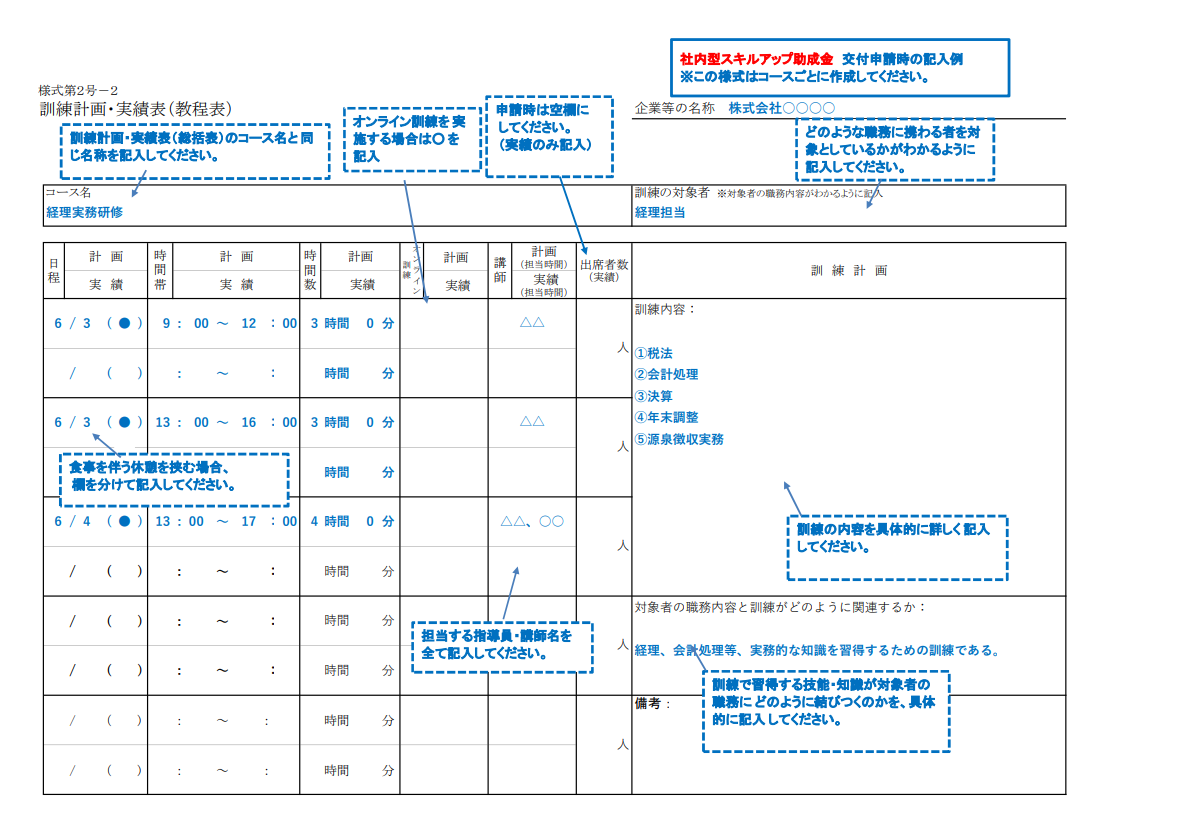 社内型スキルアップ助成金 交付申請時の記入例
※この様式はコースごとに作成してください。
様式第2号－2
訓練計画・実績表（教程表）
企業等の名称 株式会社○○○○
訓練計画・実績表（総括表）のコース名と同
じ名称を記入してください。
オンライン訓練を実
施する場合は〇を
記入
申請時は空欄に
してください。
（実績のみ記入）
どのような職務に携わる者を対
象としているかがわかるように
記入してください。
コース名
経理実務研修
訓練の対象者 ※対象者の職務内容がわかるように記入
経理担当
日程 計 画 時間帯 計 画 時間数 計画 オンライン訓練 計画 講師 計画 出席者数 訓 練 計 画
（担当時間） （実績）
実 績 実 績 実績 実績 実績
（担当時間）
6 / 3 （ ● ） 9 : 00 ～ 12 : 00 3 時間 0 分 △△
/ （ ） : ～ : 時間 分 人
6 / 3 （ ● ） 13 : 00 ～ 16 : 00 3 時間 0 分 △△
時間 分 人
食事を伴う休憩を挟む場合、
欄を分けて記入してください。
6 / 4 （ ● ） 13 : 00 ～ 17 : 00 4 時間 0 分 △△、○○
/ （ ） : ～ : 時間 分 人
/ （ ） : ～ : 時間 分
/ （ ） : ～ : 時間 分 人
/ （ ） : ～ : 時間 分
/ （ ） : ～ : 時間 分 人
担当する指導員・講師名を
全て記入してください。
訓練内容：
①税法
②会計処理
③決算
④年末調整
⑤源泉徴収実務
訓練の内容を具体的に詳しく記入
してください。
対象者の職務内容と訓練がどのように関連するか：
経理、会計処理等、実務的な知識を習得するための訓練である。
訓練で習得する技能・知識が対象者の
職務にどのように結びつくのかを、具体
的に記入してください。
備考：